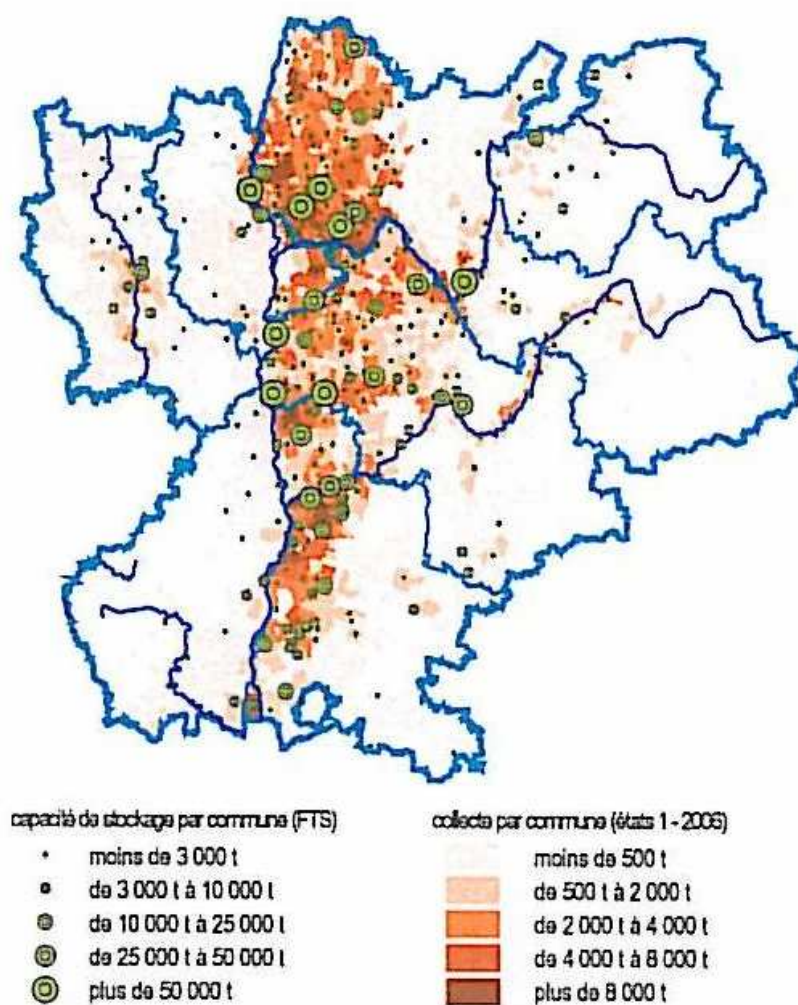 capacité de stockage par commune (FTS)
moins de 3 000 t
de 3 000 t à 10 000 t
de 10 000 t à 25 000 t
de 25 000 t à 50 000 t
plus de 50 000 t
collecte par commune (états 1 - 2006)
moins de 500 t
de 500 t à 2 000 t
de 2 000 t à 4 000 t
de 4 000 t à 8 000 t
plus de 8 000 t